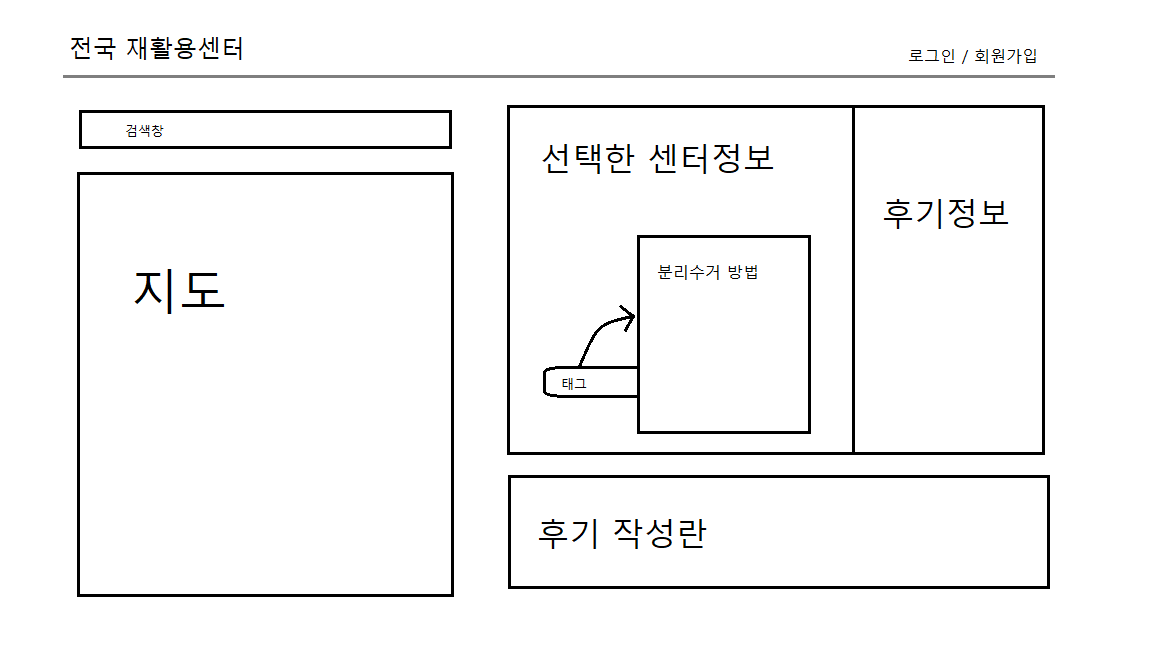 전국 재활용센터
로그인 / 회원가입
검색창
지도
선택한 센터정보
분리수거 방법
태그
후기정보
후기 작성란